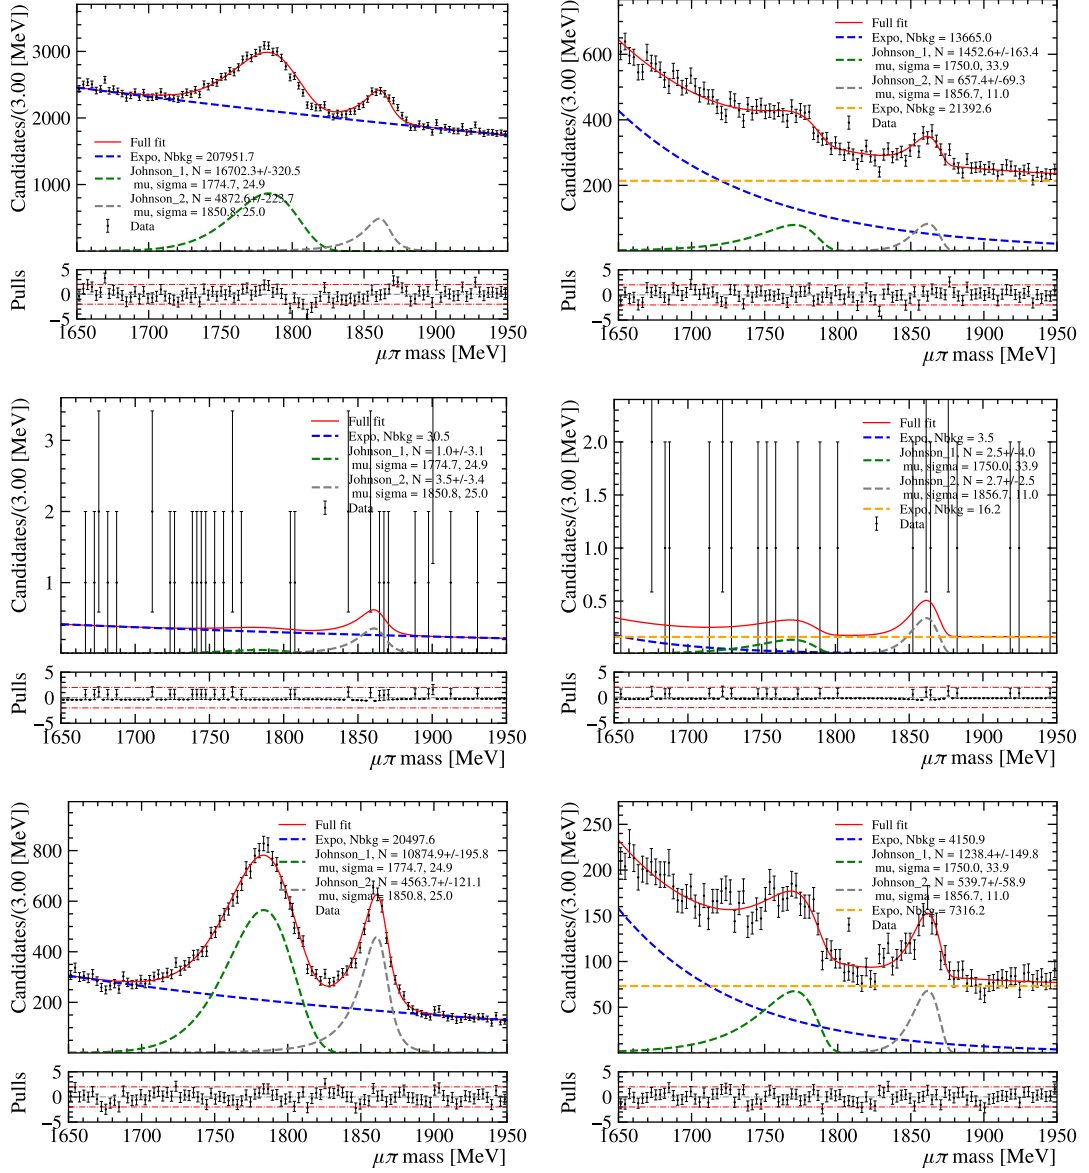 Candidates/(3.00 [MeV])
3000
2000
1000
Full fit
Expo, Nbkg = 207951.7
Johnson_1, N = 16702.3+/-320.5
mu, sigma = 1774.7, 24.9
Johnson_2, N = 4872.6+/-223.7
mu, sigma = 1850.8, 25.0
Data
Pulls
5
0
−5
1650 1700 1750 1800 1850 1900 1950
μπ mass [MeV]
Candidates/(3.00 [MeV])
600
400
200
Full fit
Expo, Nbkg = 13665.0
Johnson_1, N = 1452.6+/-163.4
mu, sigma = 1750.0, 33.9
Johnson_2, N = 657.4+/-69.3
mu, sigma = 1856.7, 11.0
Expo, Nbkg = 21392.6
Data
Pulls
5
0
−5
1650 1700 1750 1800 1850 1900 1950
μπ mass [MeV]
Candidates/(3.00 [MeV])
3
2
1
Full fit
Expo, Nbkg = 30.5
Johnson_1, N = 1.0+/-3.1
mu, sigma = 1774.7, 24.9
Johnson_2, N = 3.5+/-3.4
mu, sigma = 1850.8, 25.0
Data
Pulls
5
0
−5
1650 1700 1750 1800 1850 1900 1950
μπ mass [MeV]
Candidates/(3.00 [MeV])
2.0
1.5
1.0
0.5
Full fit
Expo, Nbkg = 3.5
Johnson_1, N = 2.5+/-4.0
mu, sigma = 1750.0, 33.9
Johnson_2, N = 2.7+/-2.5
mu, sigma = 1856.7, 11.0
Expo, Nbkg = 16.2
Data
Pulls
5
0
−5
1650 1700 1750 1800 1850 1900 1950
μπ mass [MeV]
Candidates/(3.00 [MeV])
800
600
400
200
Full fit
Expo, Nbkg = 20497.6
Johnson_1, N = 10874.9+/-195.8
mu, sigma = 1774.7, 24.9
Johnson_2, N = 4563.7+/-121.1
mu, sigma = 1850.8, 25.0
Data
Pulls
5
0
−5
1650 1700 1750 1800 1850 1900 1950
μπ mass [MeV]
Candidates/(3.00 [MeV])
250
200
150
100
50
Full fit
Expo, Nbkg = 4150.9
Johnson_1, N = 1238.4+/-149.8
mu, sigma = 1750.0, 33.9
Johnson_2, N = 539.7+/-58.9
mu, sigma = 1856.7, 11.0
Expo, Nbkg = 7316.2
Data
Pulls
5
0
−5
1650 1700 1750 1800 1850 1900 1950
μπ mass [MeV]